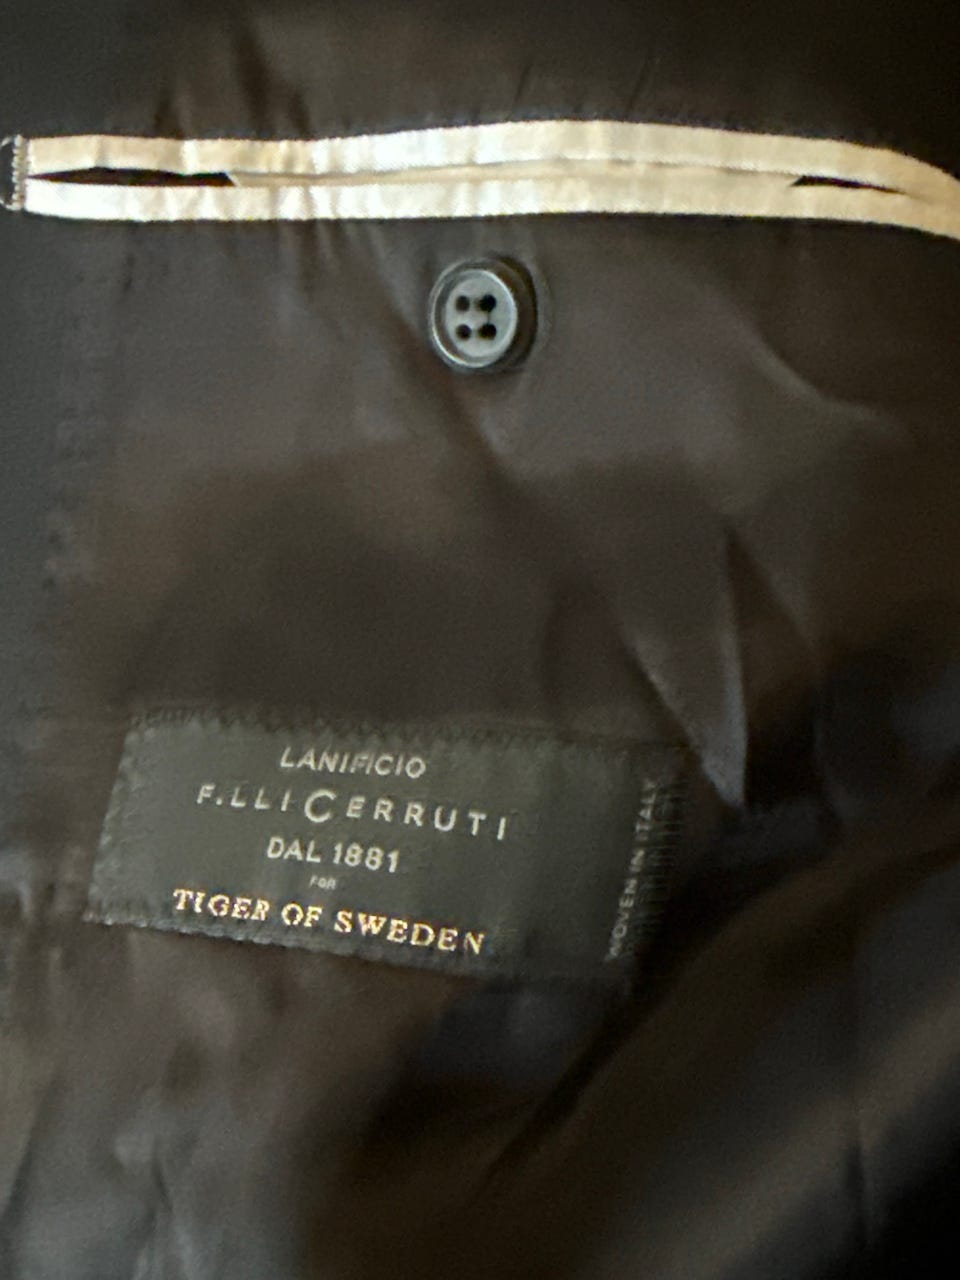 LANIFICIO
F.LLI CERRUTI
DAL 1881
FOR
TIGER OF SWEDEN
WOVEN IN ITALY